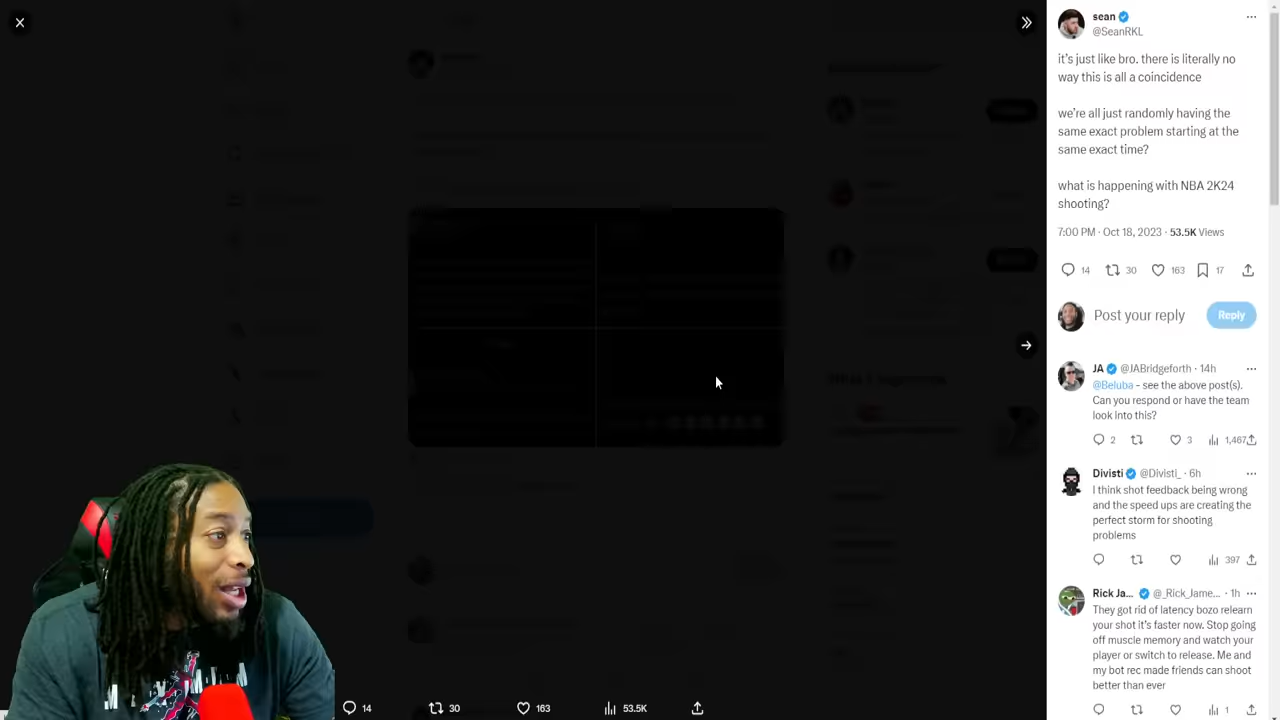 sean
@SeanRKL
it's just like bro. there is literally no
way this is all a coincidence
we're all just randomly having the
same exact problem starting at the
same exact time?
what is happening with NBA 2K24
shooting?
7:00 PM · Oct 18, 2023 · 53.5K Views
14 30 163 17
Post your reply Reply
JA @JABridgeforth · 14h
@Beluba - see the above post(s).
Can you respond or have the team
look into this?
2 3 1,467
Divisti @Divisti_ · 6h
I think shot feedback being wrong
and the speed ups are creating the
perfect storm for shooting
problems
397
Rick Ja... @_Rick_Jame... · 1h
They got rid of latency bozo relearn
your shot it's faster now. Stop going
off muscle memory and watch your
player or switch to release. Me and
my bot rec made friends can shoot
better than ever
1
14 30 163 53.5K